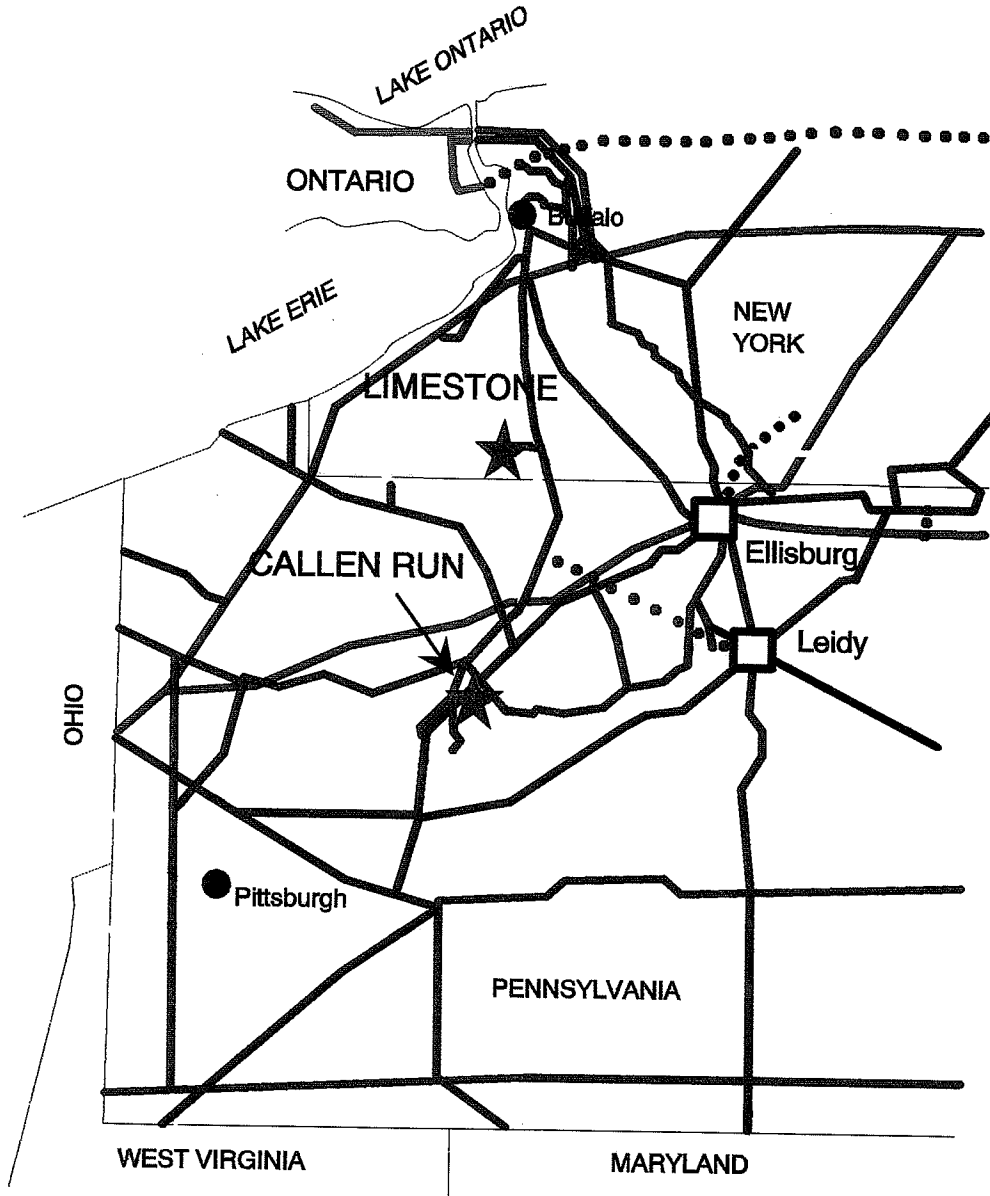 LAKE ONTARIO
ONTARIO
Buffalo
LAKE ERIE
NEW
YORK
LIMESTONE
CALLEN RUN
Ellisburg
Leidy
OHIO
Pittsburgh
PENNSYLVANIA
WEST VIRGINIA
MARYLAND